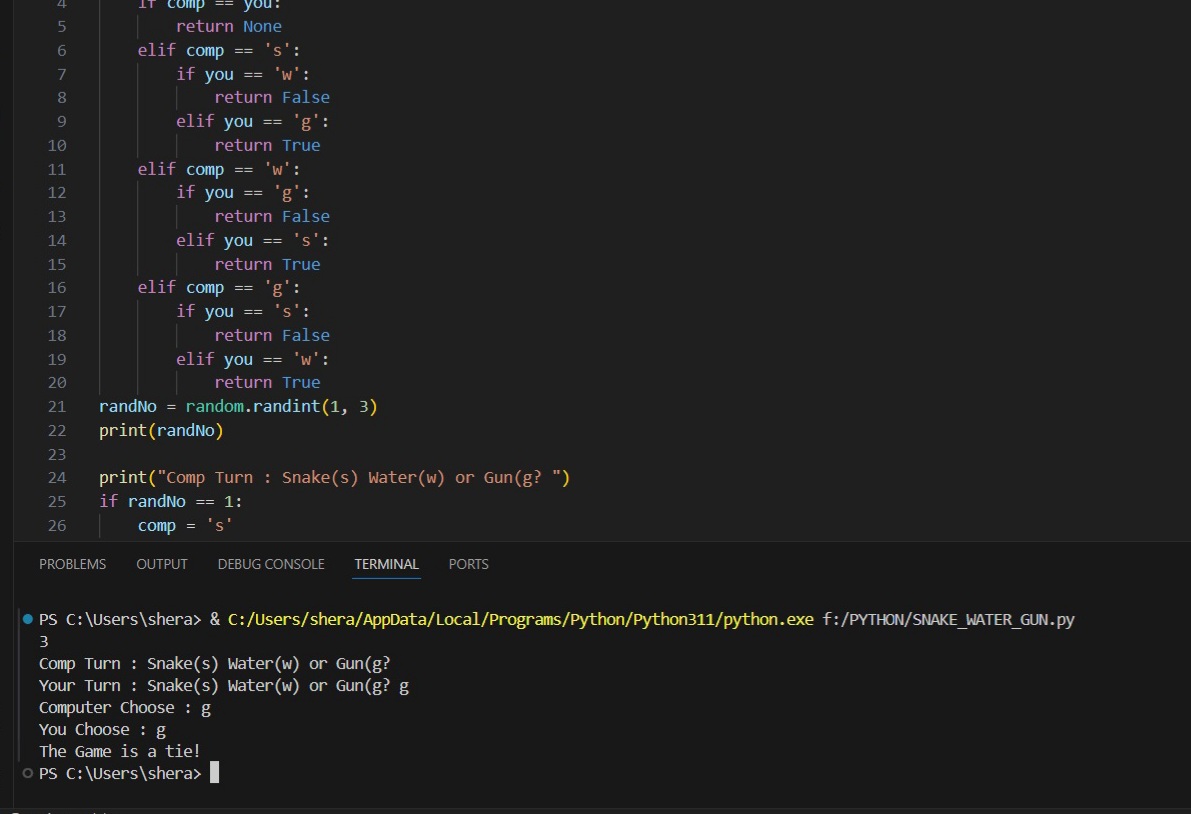 4 if comp == you:
5 return None
6 elif comp == 's':
7 if you == 'w':
8 return False
9 elif you == 'g':
10 return True
11 elif comp == 'w':
12 if you == 'g':
13 return False
14 elif you == 's':
15 return True
16 elif comp == 'g':
17 if you == 's':
18 return False
19 elif you == 'w':
20 return True
21 randNo = random.randint(1, 3)
22 print(randNo)
23
24 print("Comp Turn : Snake(s) Water(w) or Gun(g? ")
25 if randNo == 1:
26 comp = 's'
PROBLEMS OUTPUT DEBUG CONSOLE TERMINAL PORTS
PS C:\Users\shera> & C:/Users/shera/AppData/Local/Programs/Python/Python311/python.exe f:/PYTHON/SNAKE_WATER_GUN.py
3
Comp Turn : Snake(s) Water(w) or Gun(g?
Your Turn : Snake(s) Water(w) or Gun(g? g
Computer Choose : g
You Choose : g
The Game is a tie!
PS C:\Users\shera>